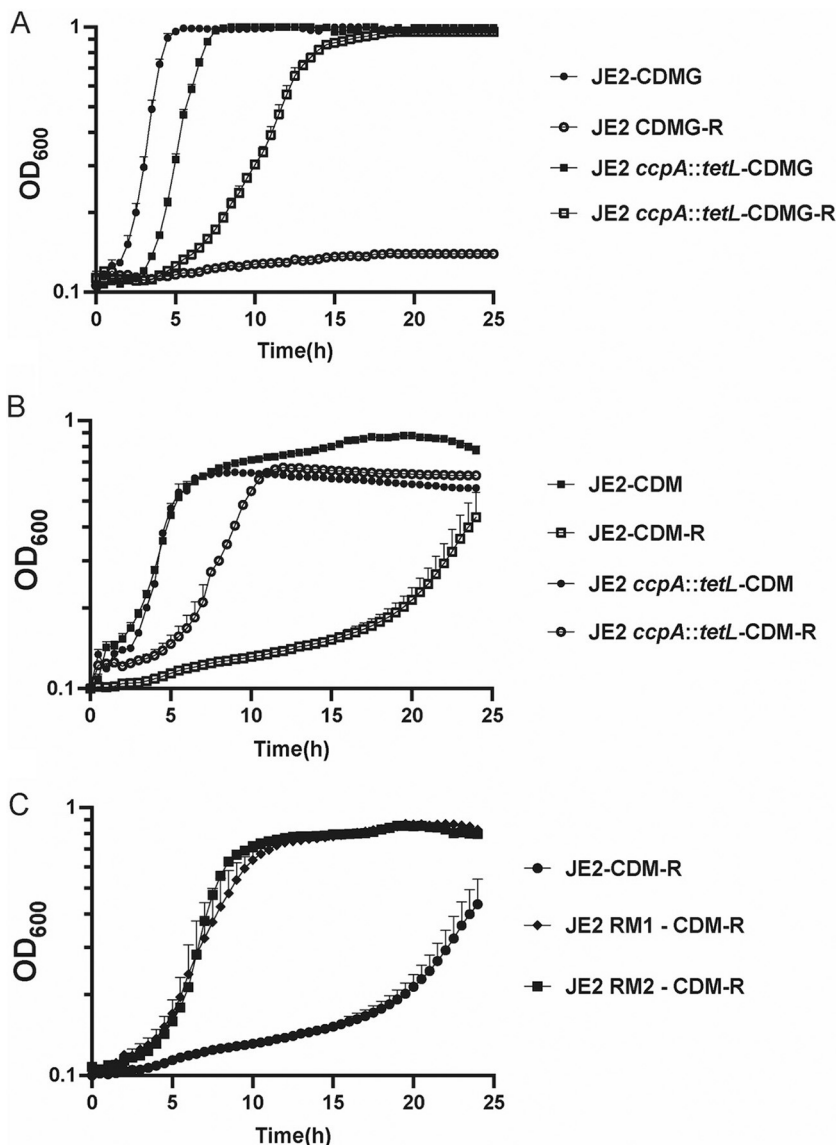 A
1
0.1
OD600
0 5 10 15 20 25
Time(h)
JE2-CDMG
JE2 CDMG-R
JE2 ccpA::tetL-CDMG
JE2 ccpA::tetL-CDMG-R
B
1
0.1
OD600
0 5 10 15 20 25
Time(h)
JE2-CDM
JE2-CDM-R
JE2 ccpA::tetL-CDM
JE2 ccpA::tetL-CDM-R
C
1
0.1
OD600
0 5 10 15 20 25
Time(h)
JE2-CDM-R
JE2 RM1 - CDM-R
JE2 RM2 - CDM-R